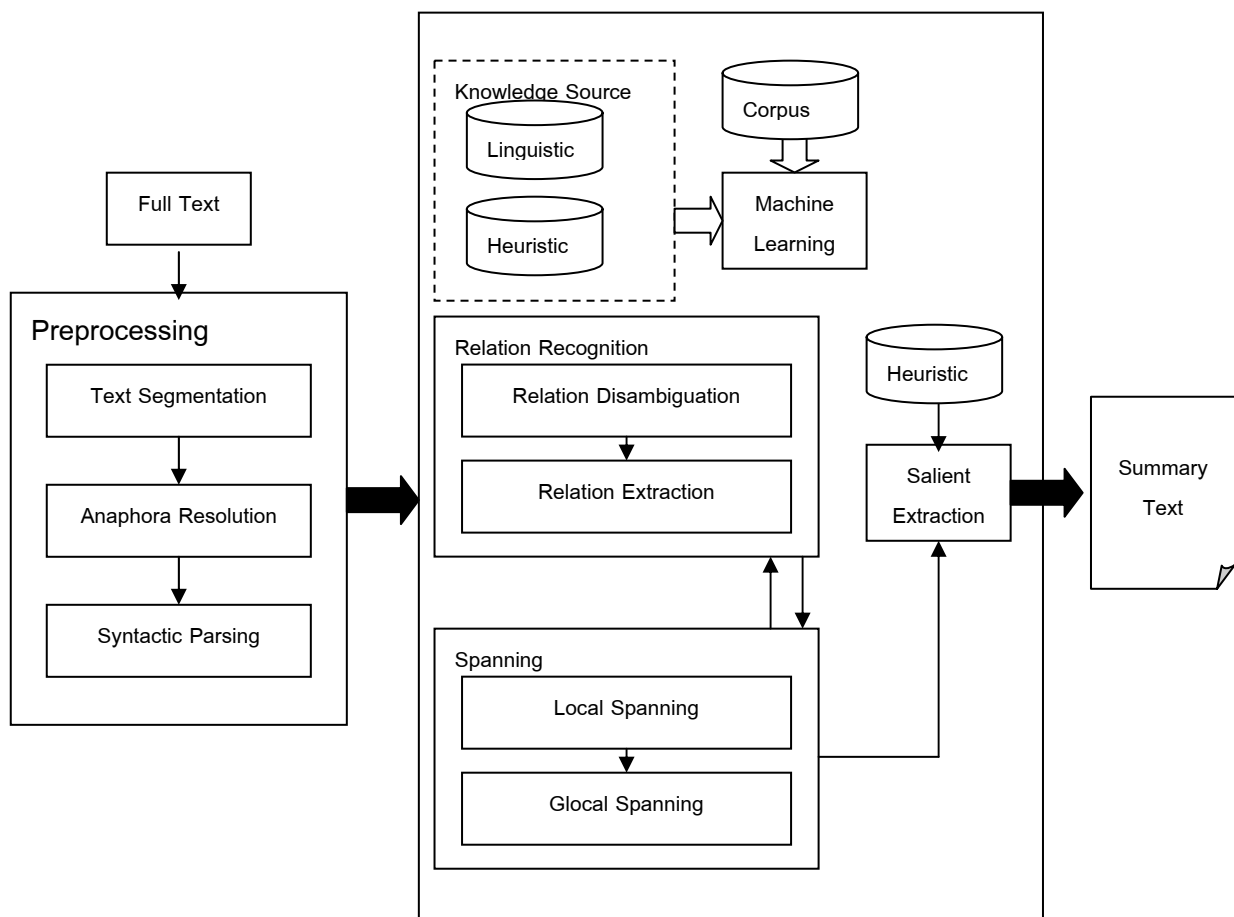 Full Text
Preprocessing
Text Segmentation
Anaphora Resolution
Syntactic Parsing
Knowledge Source
Linguistic
Heuristic
Corpus
Machine
Learning
Relation Recognition
Relation Disambiguation
Relation Extraction
Spanning
Local Spanning
Glocal Spanning
Heuristic
Salient
Extraction
Summary
Text